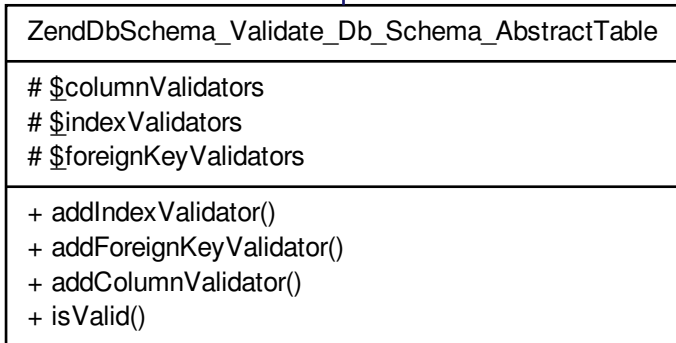 ZendDbSchema_Validate_Db_Schema_AbstractTable
# $columnValidators
# $indexValidators
# $foreignKeyValidators
+ addIndexValidator()
+ addForeignKeyValidator()
+ addColumnValidator()
+ isValid()